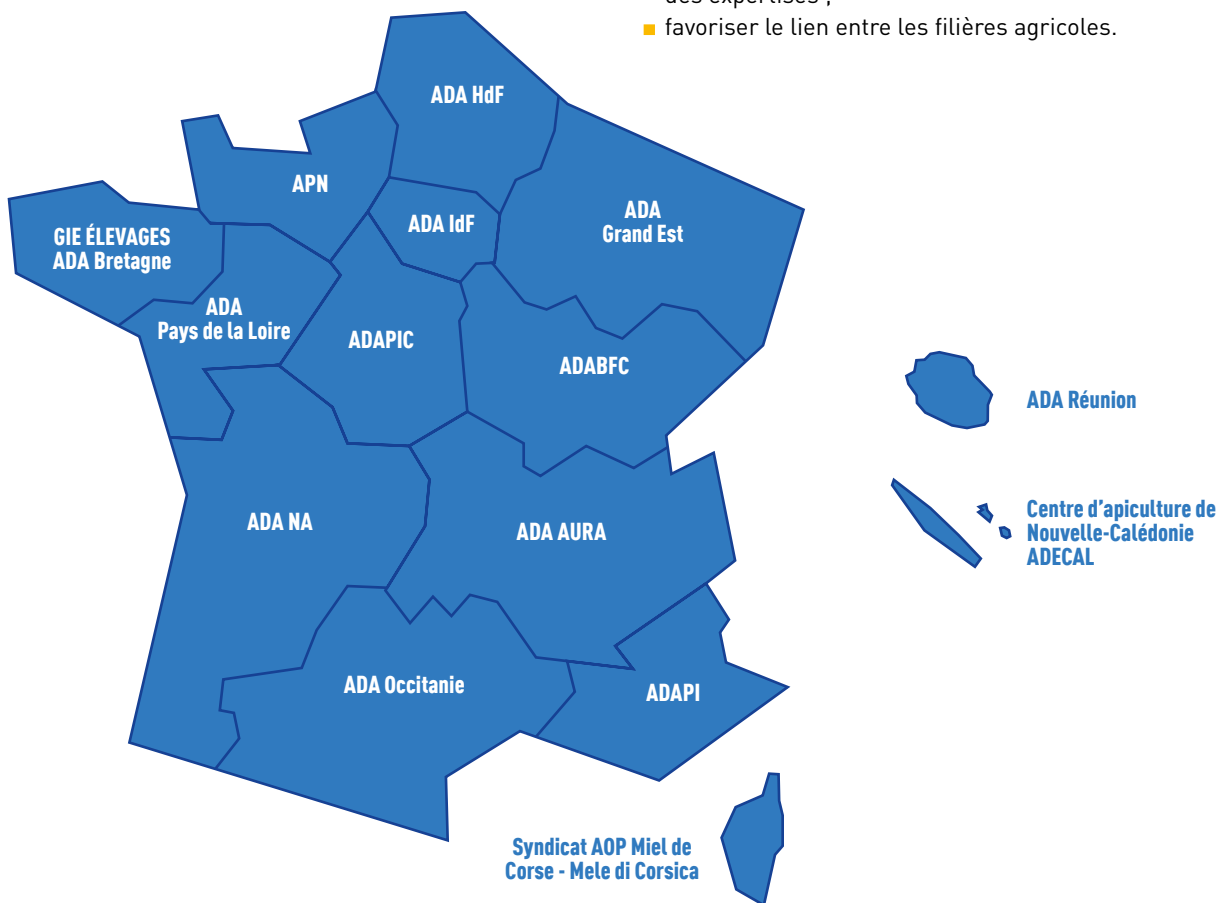 des expertises ;
favoriser le lien entre les filières agricoles.
ADA HdF
APN
ADA IdF
ADA
Grand Est
GIE ÉLEVAGES
ADA Bretagne
ADA
Pays de la Loire
ADAPIC
ADABFC
ADA Réunion
ADA NA
ADA AURA
Centre d’apiculture de
Nouvelle-Calédonie
ADECAL
ADA Occitanie
ADAPI
Syndicat AOP Miel de
Corse - Mele di Corsica